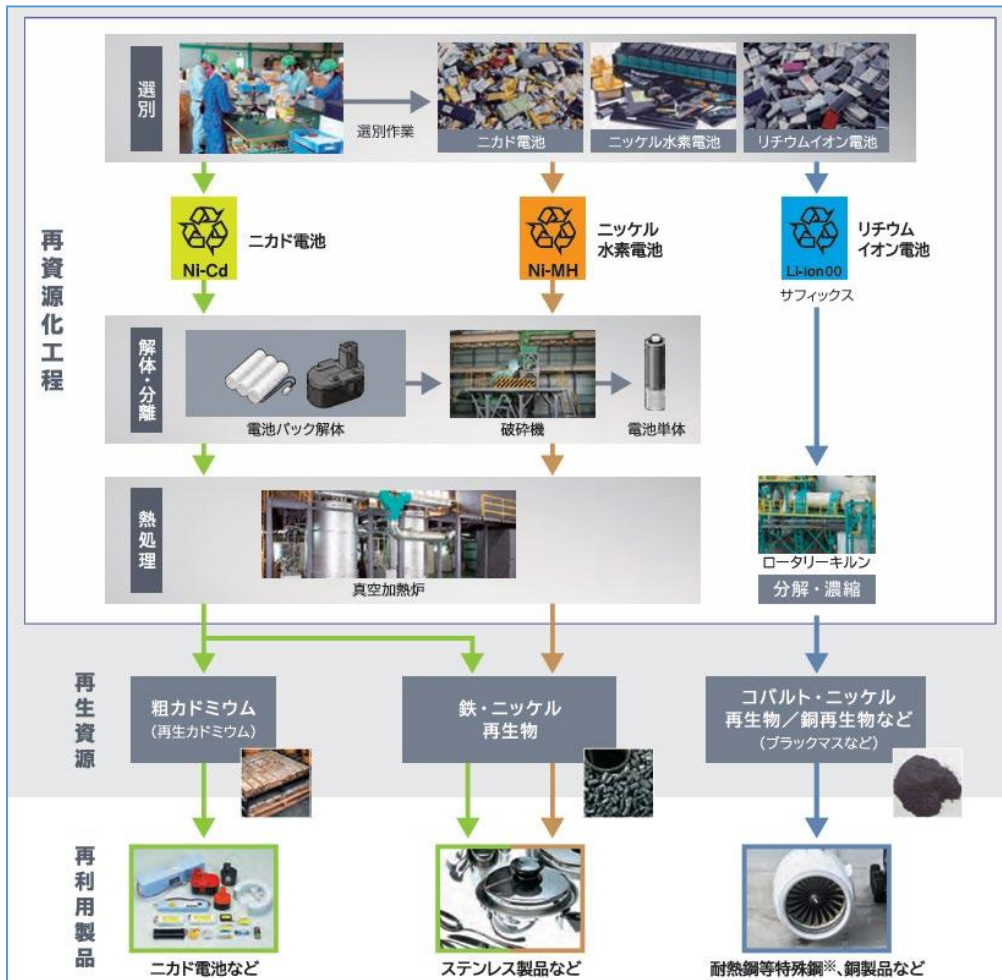 再資源化工程
選別
選別作業
ニカド電池
ニッケル水素電池
リチウムイオン電池
Ni-Cd
ニカド電池
Ni-MH
ニッケル
水素電池
Li-ion00
リチウム
イオン電池
サフィックス
解体・分離
電池パック解体
破砕機
電池単体
熱処理
真空加熱炉
ロータリーキルン
分解・濃縮
再生資源
粗カドミウム
（再生カドミウム）
鉄・ニッケル
再生物
コバルト・ニッケル
再生物／銅再生物など
（ブラックマスなど）
再利用製品
ニカド電池など
ステンレス製品など
耐熱鋼等特殊鋼※、銅製品など